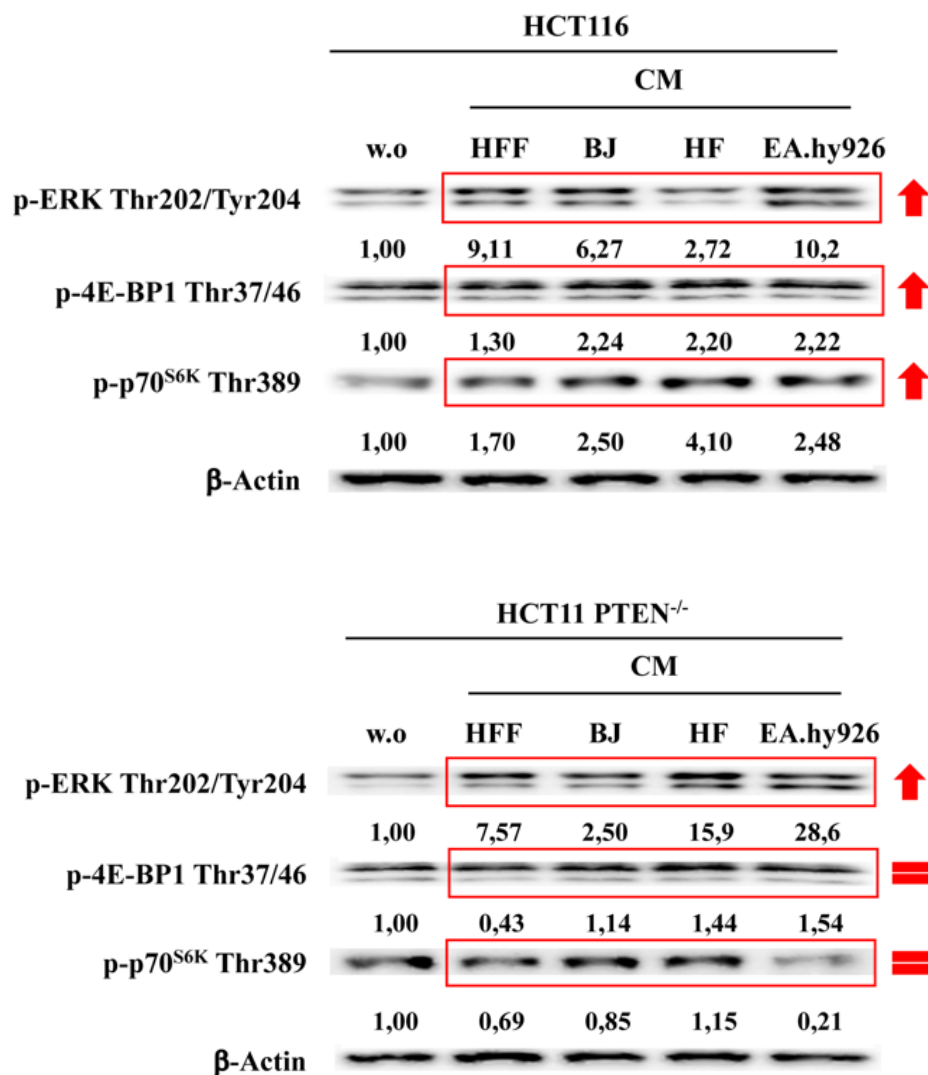 HCT116
CM
w.o HFF BJ HF EA.hy926
p-ERK Thr202/Tyr204
1,00 9,11 6,27 2,72 10,2
p-4E-BP1 Thr37/46
1,00 1,30 2,24 2,20 2,22
p-p70S6K Thr389
1,00 1,70 2,50 4,10 2,48
β-Actin
HCT11 PTEN-/-
CM
w.o HFF BJ HF EA.hy926
p-ERK Thr202/Tyr204
1,00 7,57 2,50 15,9 28,6
p-4E-BP1 Thr37/46
1,00 0,43 1,14 1,44 1,54
p-p70S6K Thr389
1,00 0,69 0,85 1,15 0,21
β-Actin